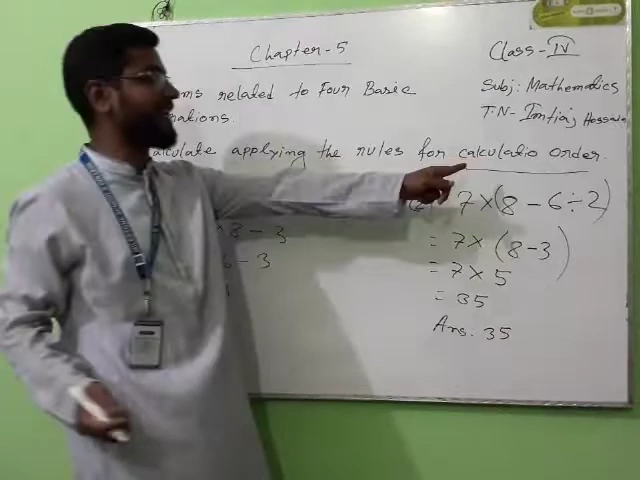 Chapter-5
Class-IV
Subj: Mathematics
T.N- Imtiaj Hossain
ms related to Four Basic
rations.
alculate applying the rules for calculatio order.
8 - 3
- 3
7×(8-6÷2)
= 7× (8-3)
= 7×5
= 35
Ans. 35